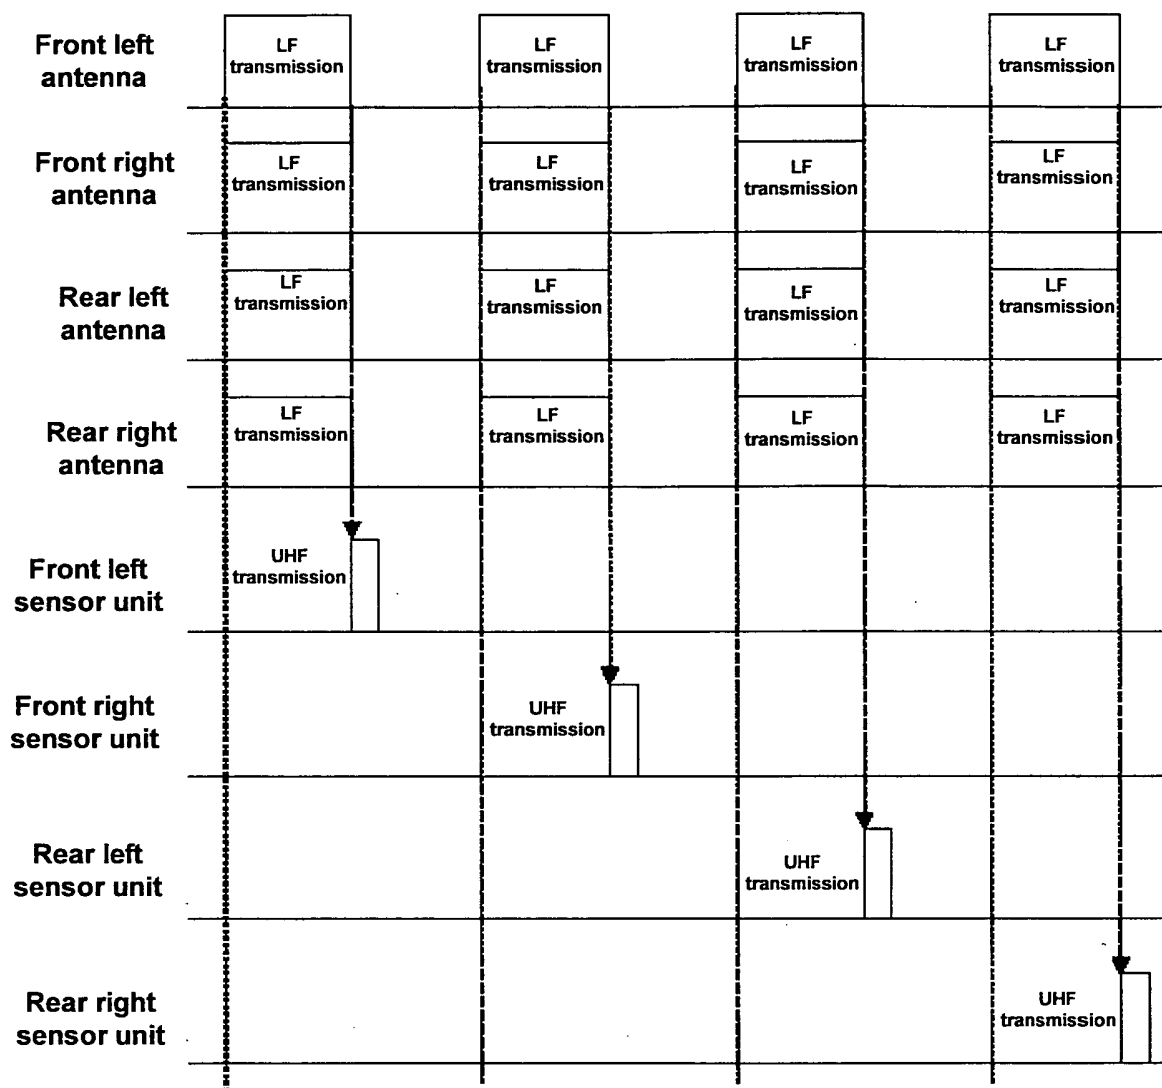 Front left
antenna
LF
transmission
LF
transmission
LF
transmission
LF
transmission
Front right
antenna
LF
transmission
LF
transmission
LF
transmission
LF
transmission
Rear left
antenna
LF
transmission
LF
transmission
LF
transmission
LF
transmission
Rear right
antenna
LF
transmission
LF
transmission
LF
transmission
LF
transmission
Front left
sensor unit
UHF
transmission
Front right
sensor unit
UHF
transmission
Rear left
sensor unit
UHF
transmission
Rear right
sensor unit
UHF
transmission